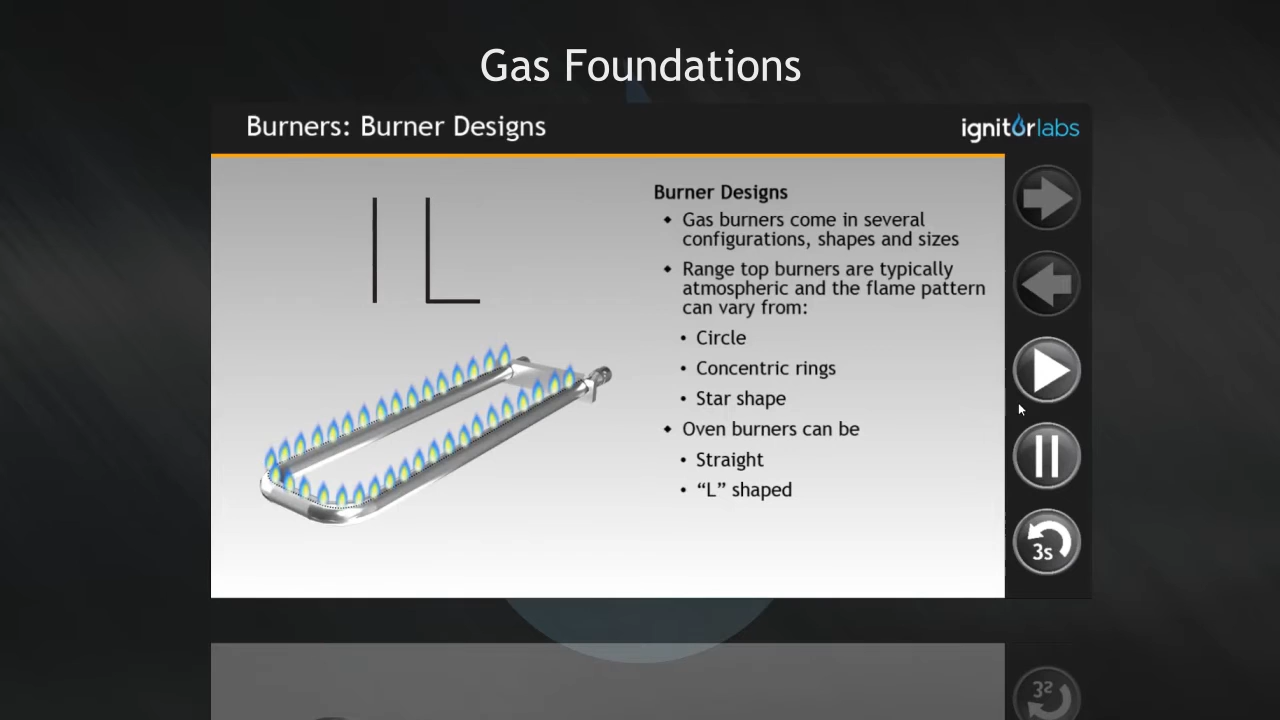 Gas Foundations
Burners: Burner Designs
ignitorlabs
Burner Designs
Gas burners come in several
configurations, shapes and sizes
Range top burners are typically
atmospheric and the flame pattern
can vary from:
Circle
Concentric rings
Star shape
Oven burners can be
Straight
“L” shaped
3s